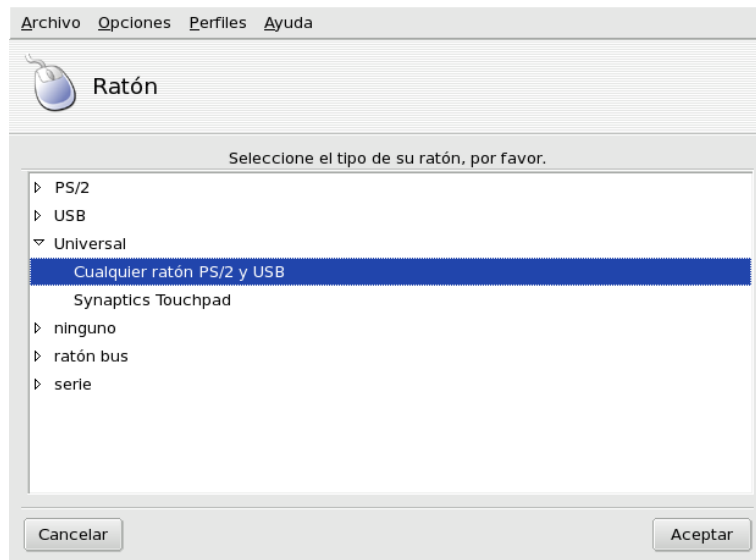 Archivo Opciones Perfiles Ayuda
Ratón
Seleccione el tipo de su ratón, por favor.
PS/2
USB
Universal
Cualquier ratón PS/2 y USB
Synaptics Touchpad
ninguno
ratón bus
serie
Cancelar Aceptar